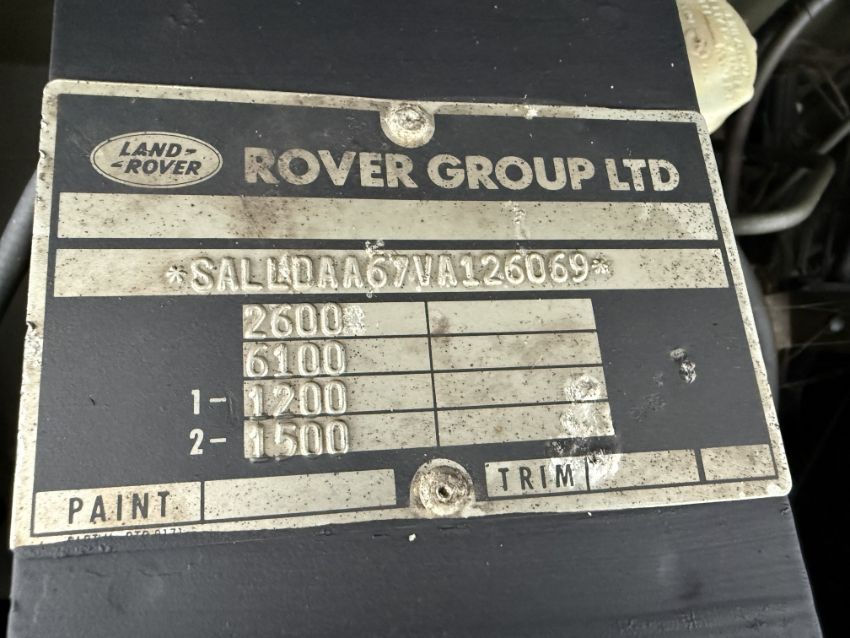 LAND-
-ROVER
ROVER GROUP LTD
*SALLDAA67VA126069*
2600
6100
1- 1200
2- 1500
PAINT
TRIM